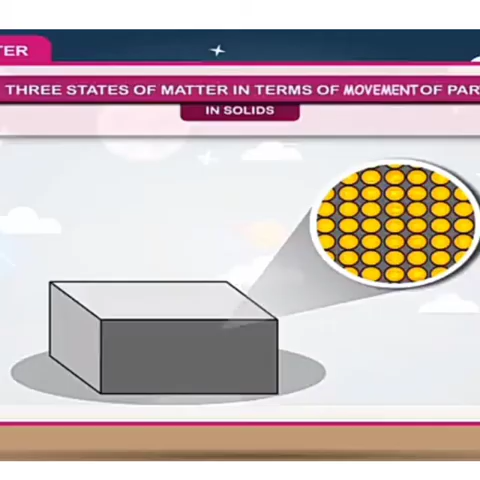 TER
THREE STATES OF MATTER IN TERMS OF MOVEMENT OF PAR
IN SOLIDS